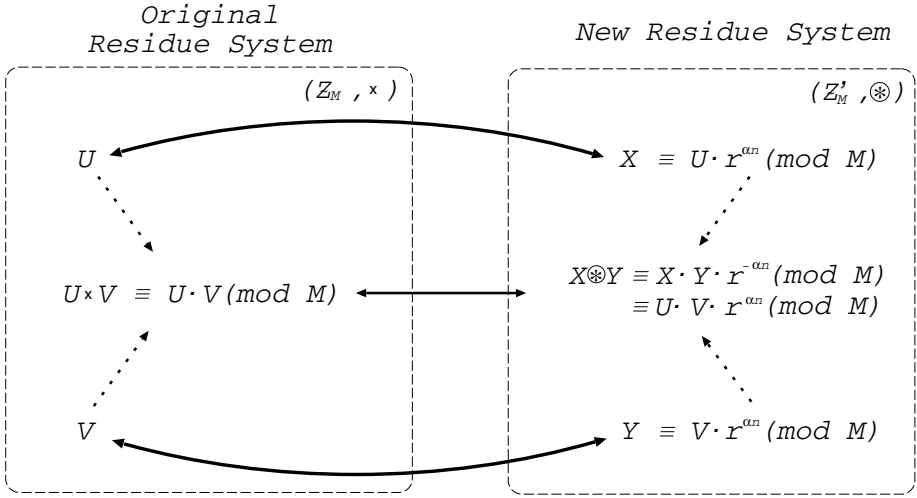 Original
Residue System
New Residue System
(Z_M , × )
(Z'_M , ⊛ )
U
X ≡ U· r^αn (mod M)
U×V ≡ U· V(mod M)
X⊛Y ≡ X· Y· r^-αn (mod M)
≡ U· V· r^αn (mod M)
V
Y ≡ V· r^αn (mod M)